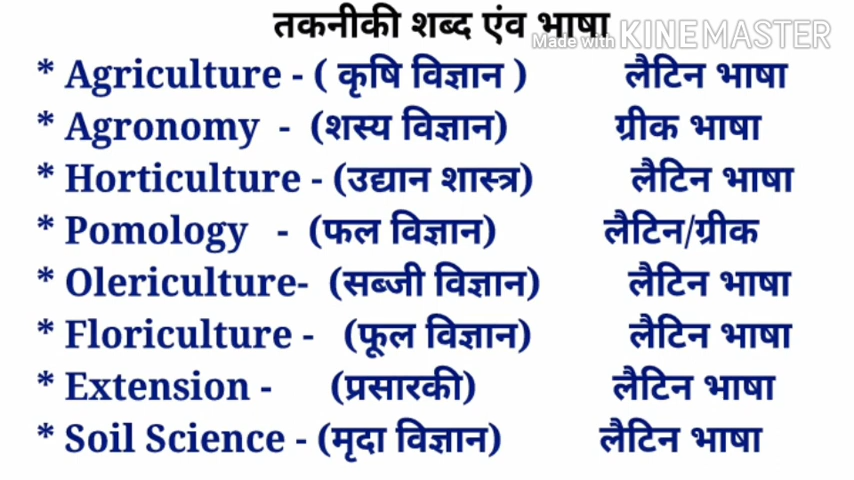 तकनीकी शब्द एंव भाषा
Made with KINEMASTER
* Agriculture - ( कृषि विज्ञान ) लैटिन भाषा
* Agronomy - (शस्य विज्ञान) ग्रीक भाषा
* Horticulture - (उद्यान शास्त्र) लैटिन भाषा
* Pomology - (फल विज्ञान) लैटिन/ग्रीक
* Olericulture- (सब्जी विज्ञान) लैटिन भाषा
* Floriculture - (फूल विज्ञान) लैटिन भाषा
* Extension - (प्रसारकी) लैटिन भाषा
* Soil Science - (मृदा विज्ञान) लैटिन भाषा